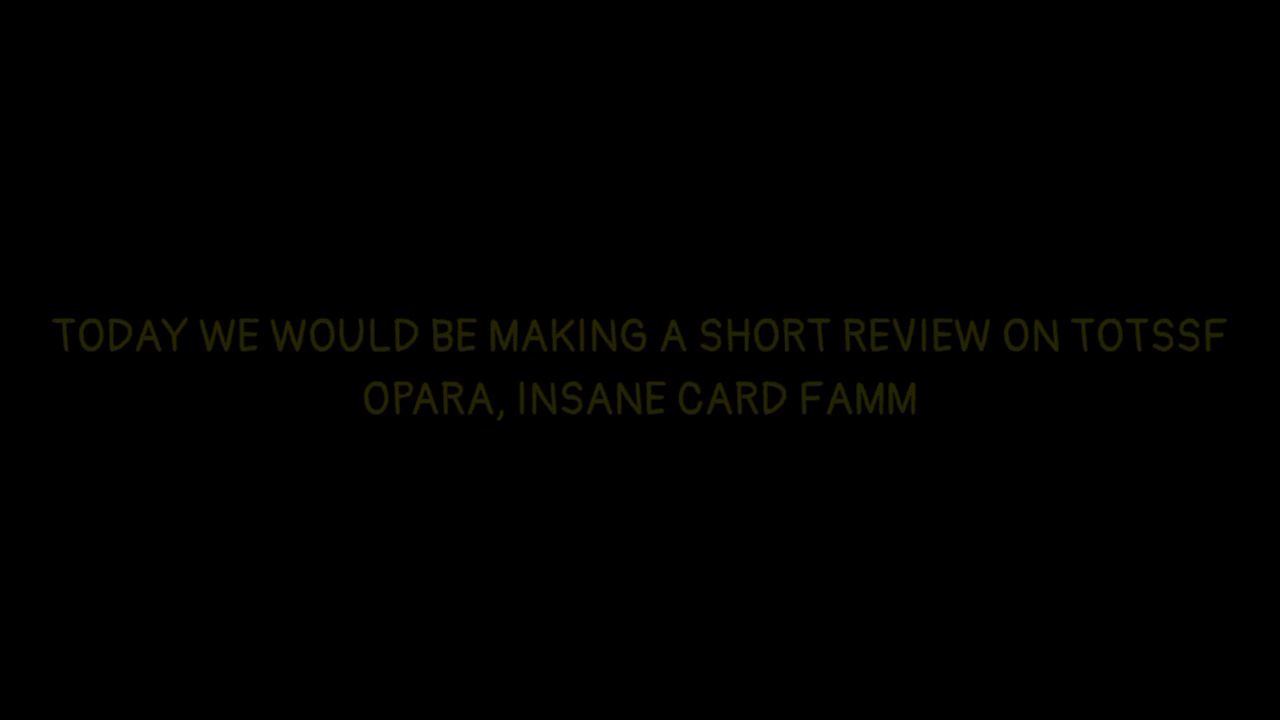 TODAY WE WOULD BE MAKING A SHORT REVIEW ON TOTSSF
OPARA, INSANE CARD FAMM